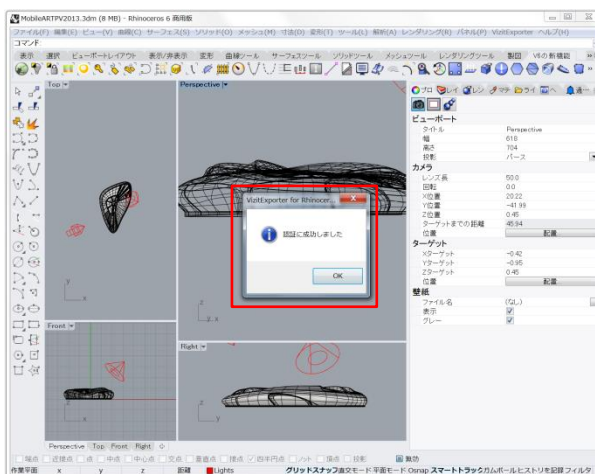 MobileARTPV2013.3dm (8 MB) - Rhinoceros 6 商用版
ファイル(F) 編集(E) ビュー(V) 曲線(C) サーフェス(S) ソリッド(O) メッシュ(M) 寸法(D) 変形(T) ツール(L) 解析(A) レンダリング(R) パネル(P) VizitExporter ヘルプ(H)
コマンド
表示 選択 ビューポートレイアウト 表示/非表示 変形 曲線ツール サーフェスツール ソリッドツール メッシュツール レンダリングツール 製図 V6の新機能
Top
Perspective
ビューポート
タイトル Perspective
幅 616
高さ 704
投影 パース
カメラ
レンズ長 50.0
回転 0.0
X位置 20.22
Y位置 -41.99
Z位置 0.45
ターゲットまでの距離 45.94
位置 配置...
ターゲット
Xターゲット -0.42
Yターゲット -0.95
Zターゲット 0.45
位置 配置...
壁紙
ファイル名 (なし)
表示
グレー
VizitExporter for Rhinocer...
認証に成功しました
OK
Front
Right
Perspective Top Front Right
端点 近接点 点 中点 中心点 交点 垂直点 接点 四半円点 ノット 頂点 投影 無効
作業平面 x y z 距離 Lights グリッドスナップ 直交モード 平面モード Osnap スマートトラック ガムボール ヒストリを記録 フィルタ